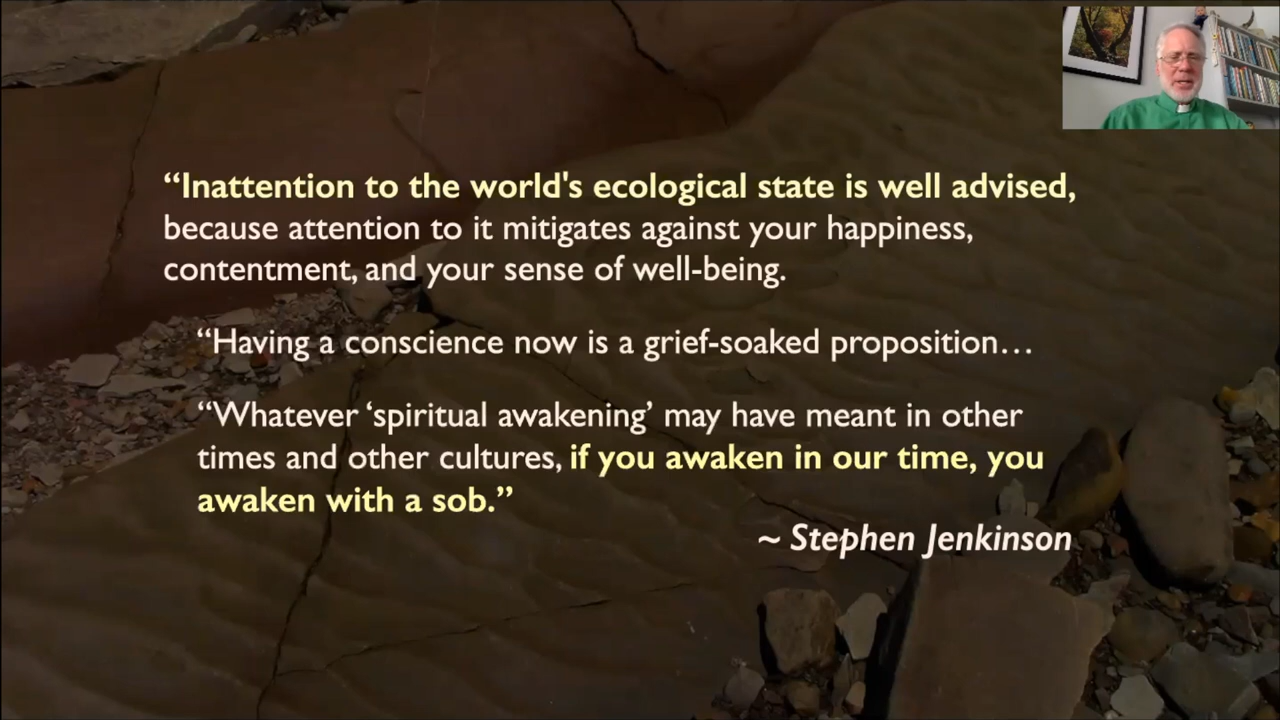 “Inattention to the world's ecological state is well advised,
because attention to it mitigates against your happiness,
contentment, and your sense of well-being.
“Having a conscience now is a grief-soaked proposition…
“Whatever ‘spiritual awakening’ may have meant in other
times and other cultures, if you awaken in our time, you
awaken with a sob.”
~ Stephen Jenkinson